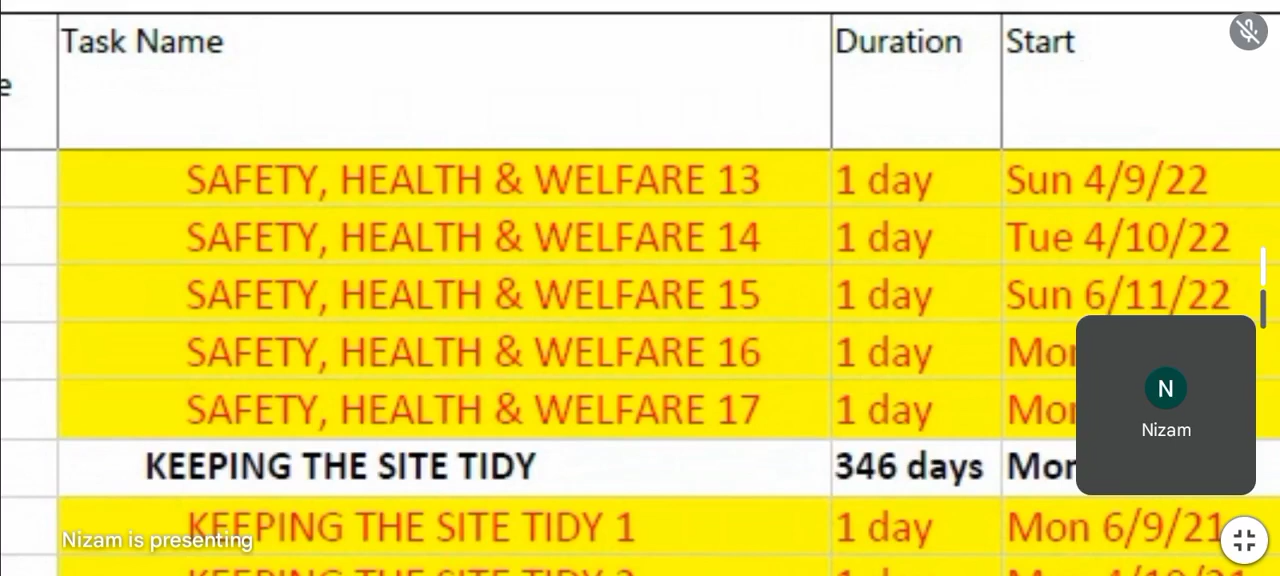 Task Name Duration Start
e
SAFETY, HEALTH & WELFARE 13 1 day Sun 4/9/22
SAFETY, HEALTH & WELFARE 14 1 day Tue 4/10/22
SAFETY, HEALTH & WELFARE 15 1 day Sun 6/11/22
SAFETY, HEALTH & WELFARE 16 1 day
SAFETY, HEALTH & WELFARE 17 1 day
KEEPING THE SITE TIDY 346 days
KEEPING THE SITE TIDY 1 1 day Mon 6/9/21
N
Nizam
Nizam is presenting